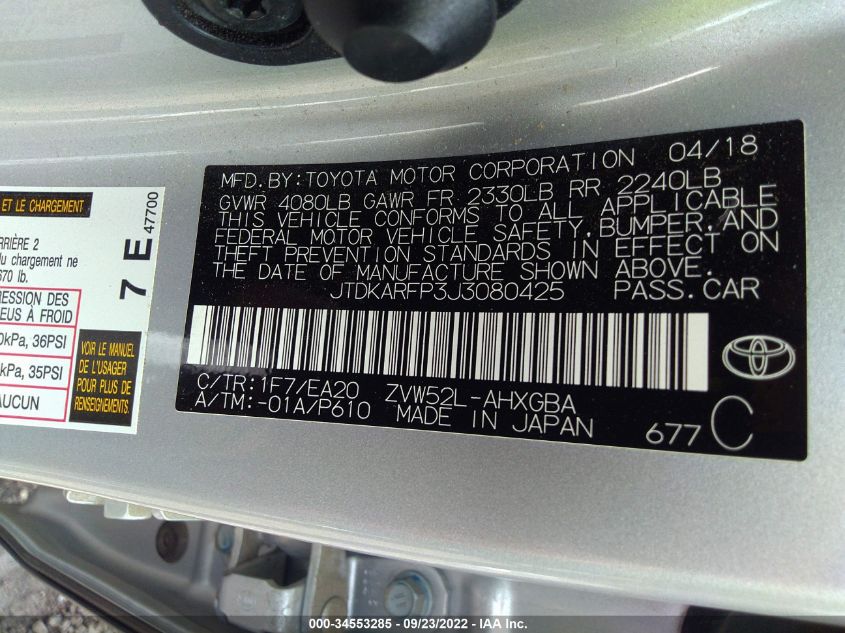 ET LE CHARGEMENT
RRIÈRE 2
du chargement ne
670 lb.
RESSION DES
EUS À FROID
kPa, 36PSI
kPa, 35PSI
AUCUN
VOIR LE MANUEL
DE L'USAGER
POUR PLUS DE
RENSEIGNEMENTS
7 E 47700
MFD. BY: TOYOTA MOTOR CORPORATION 04/18
GVWR 4080LB GAWR FR 2330LB RR 2240LB
THIS VEHICLE CONFORMS TO ALL APPLICABLE
FEDERAL MOTOR VEHICLE SAFETY, BUMPER, AND
THEFT PREVENTION STANDARDS IN EFFECT ON
THE DATE OF MANUFACTURE SHOWN ABOVE.
JTDKARFP3J3080425 PASS. CAR
C/TR: 1F7/EA20 ZVW52L-AHXGBA
A/TM: -01A/P610 MADE IN JAPAN 677 C
000-34553285 - 09/23/2022 - IAA Inc.